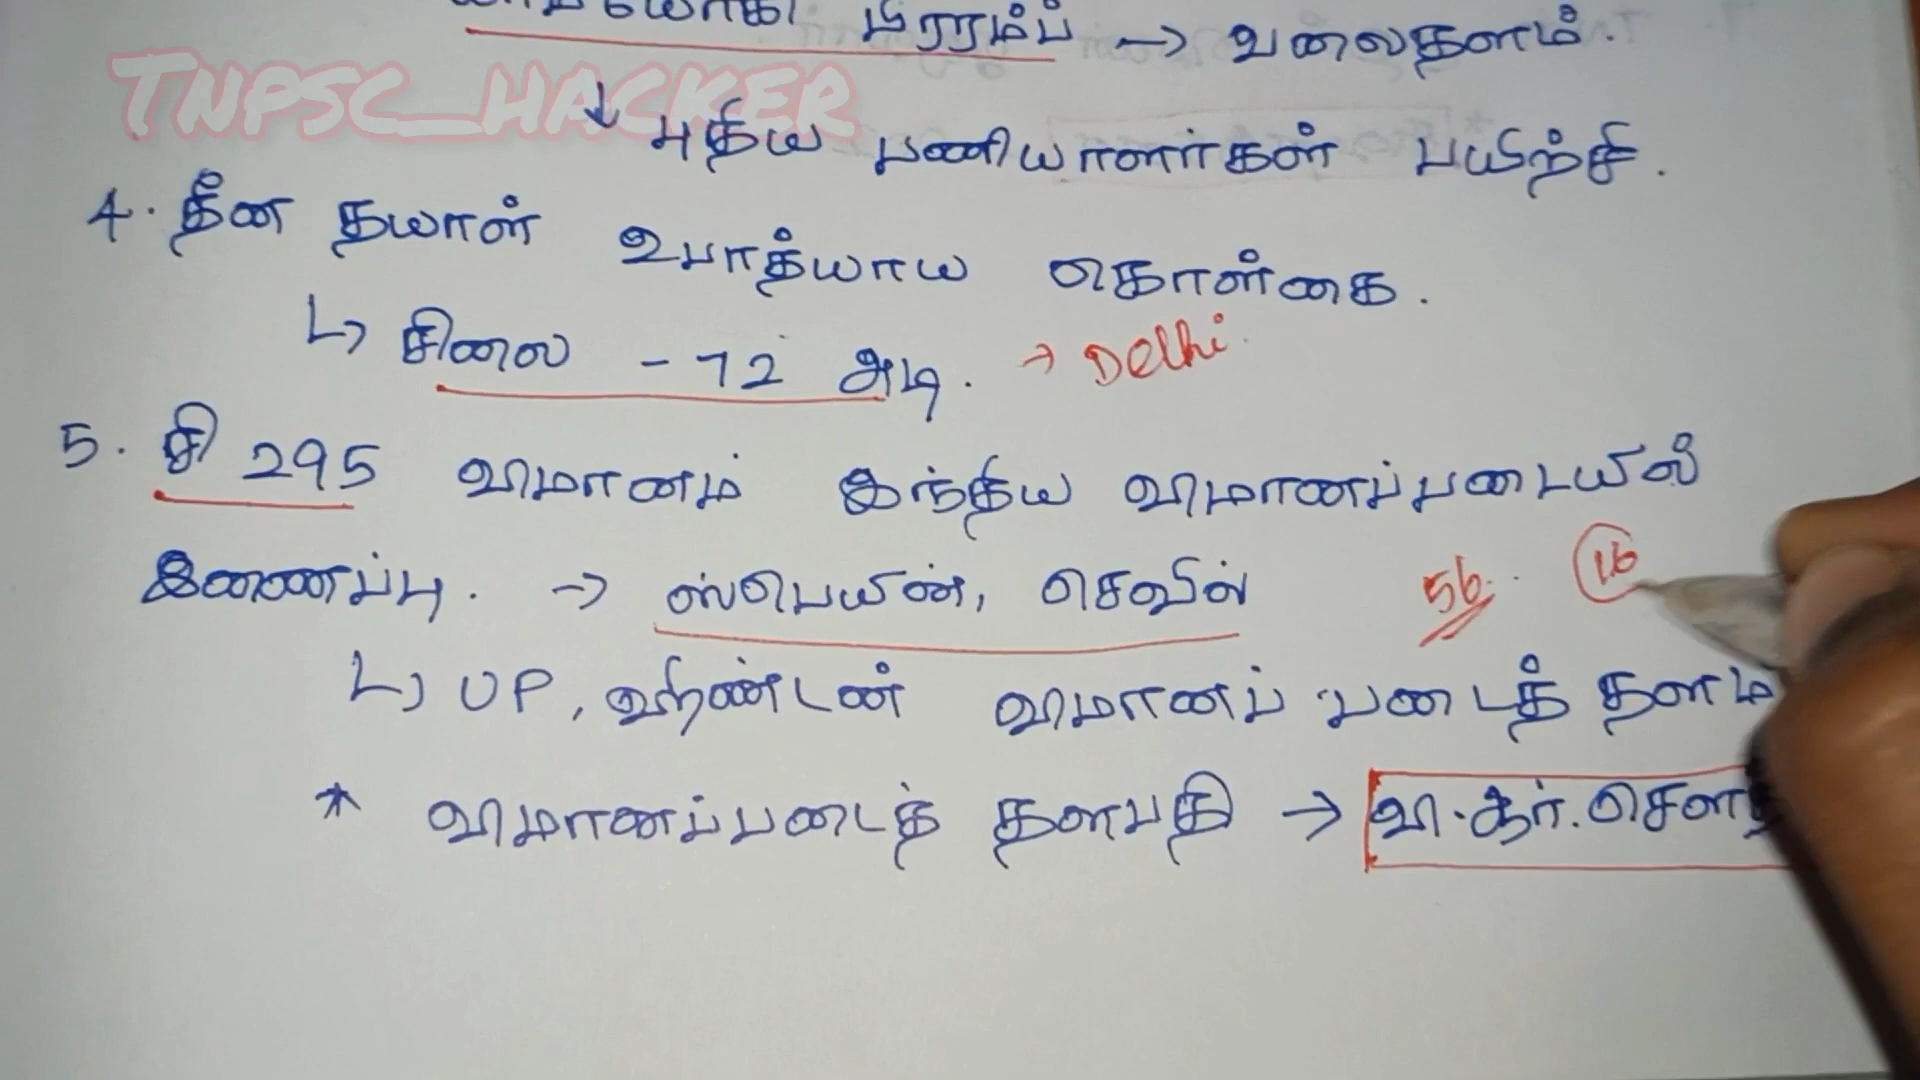 பிரரம்ப் -> வலைதளம்.
TNPSC_HACKER
↓ புதிய பணியாளர்கள் பயிற்சி.
4. தீன தயாள் உபாத்யாய கொள்கை.
↳ சிலை - 72 அடி. -> Delhi.
5. சி 295 விமானம் இந்திய விமானப்படையில்
இணைப்பு. -> ஸ்பெயின், செவில் 56. 16
↳ UP, ஹிண்டன் விமானப் படைத் தளம்
* விமானப்படைத் தளபதி -> வி.ஆர்.சௌ